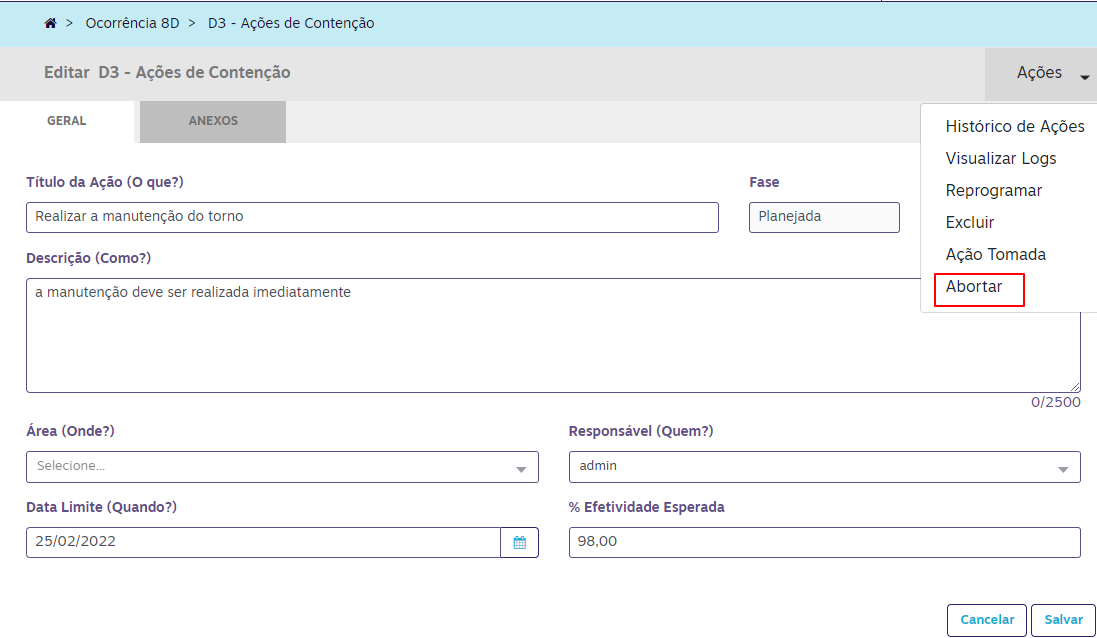 > Ocorrência 8D > D3 - Ações de Contenção
Editar D3 - Ações de Contenção
Ações
GERAL
ANEXOS
Histórico de Ações
Visualizar Logs
Reprogramar
Excluir
Ação Tomada
Abortar
Título da Ação (O que?)
Fase
Realizar a manutenção do torno
Planejada
Descrição (Como?)
a manutenção deve ser realizada imediatamente
0/2500
Área (Onde?)
Responsável (Quem?)
Selecione...
admin
Data Limite (Quando?)
% Efetividade Esperada
25/02/2022
98,00
Cancelar
Salvar